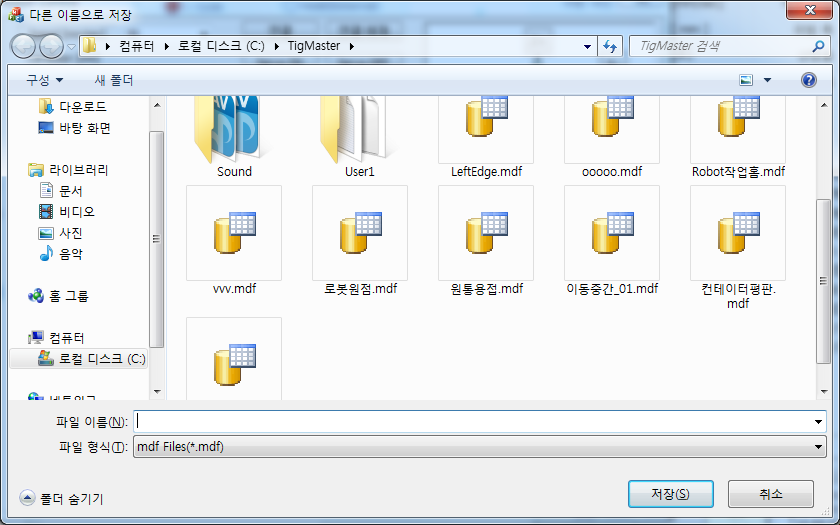 다른 이름으로 저장
컴퓨터 로컬 디스크 (C:) TigMaster
TigMaster 검색
구성 새 폴더
다운로드
바탕 화면
라이브러리
문서
비디오
사진
음악
홈 그룹
컴퓨터
로컬 디스크 (C:)
Sound User1 LeftEdge.mdf ooooo.mdf Robot작업홈.mdf
vvv.mdf 로봇원점.mdf 원통용접.mdf 이동중간_01.mdf 컨테이터평판.
mdf
파일 이름(N):
파일 형식(T): mdf Files(*.mdf)
폴더 숨기기
저장(S) 취소